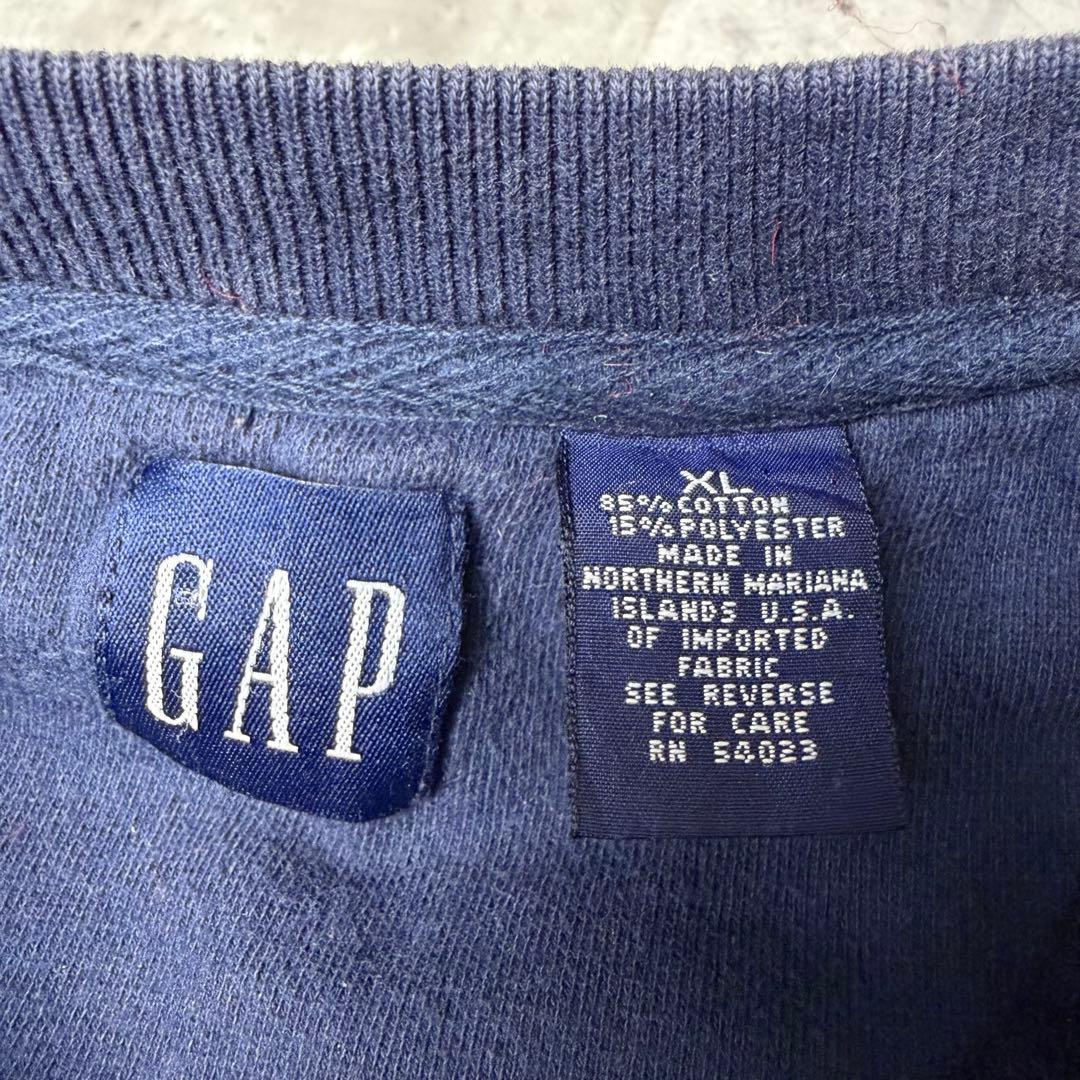 GAP
XL
85% COTTON
15% POLYESTER
MADE IN
NORTHERN MARIANA
ISLANDS U.S.A.
OF IMPORTED
FABRIC
SEE REVERSE
FOR CARE
RN 54023